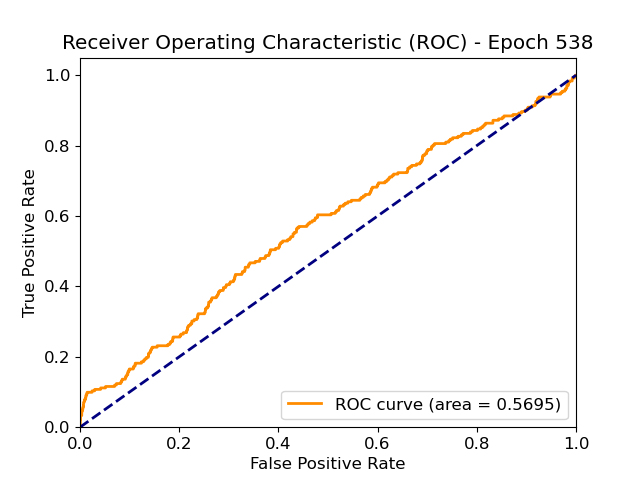 Receiver Operating Characteristic (ROC) - Epoch 538
True Positive Rate
1.0
0.8
0.6
0.4
0.2
0.0
ROC curve (area = 0.5695)
0.0 0.2 0.4 0.6 0.8 1.0
False Positive Rate